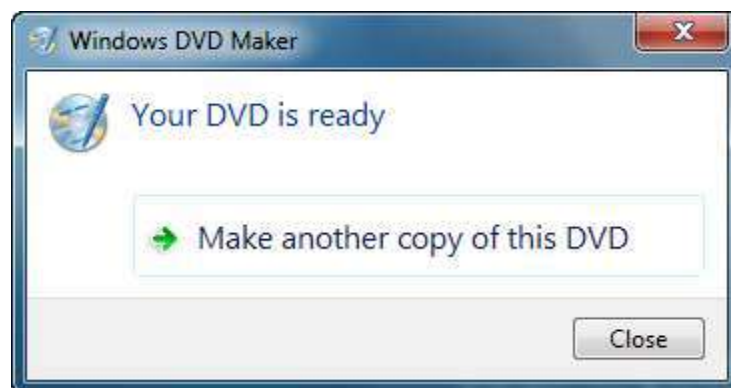 Windows DVD Maker
Your DVD is ready
Make another copy of this DVD
Close